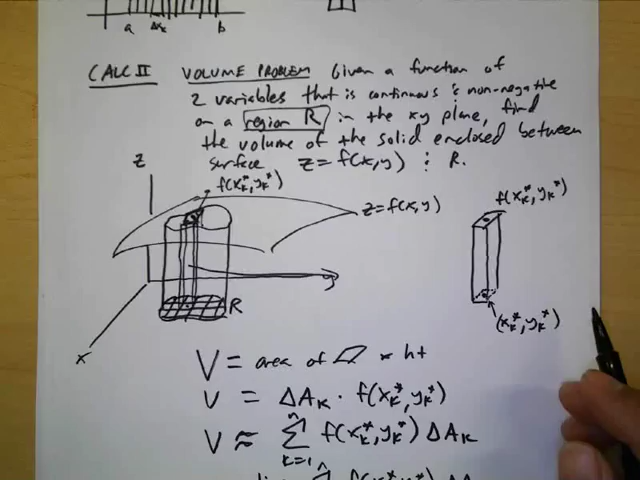 a Δxₖ b
CALC II VOLUME PROBLEM Given a function of
2 variables that is continuous & non-negative
on a region R in the xy plane, find
the volume of the solid enclosed between
surface z = f(x,y) & R.
z
f(xₖ*, yₖ*)
f(xₖ*, yₖ*)
z = f(x,y)
y
R
(xₖ*, yₖ*)
x
V = area of ▱ × ht
V = ΔAₖ · f(xₖ*, yₖ*)
V ≈ ∑ₖ₌₁ⁿ f(xₖ*, yₖ*) ΔAₖ